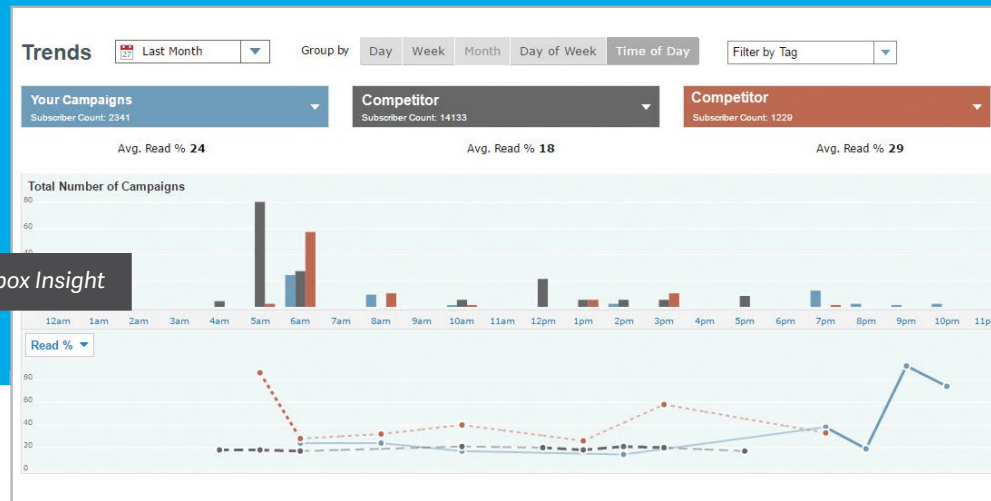 Trends
27
Last Month
Group by
Day
Week
Month
Day of Week
Time of Day
Filter by Tag
Your Campaigns
Subscriber Count: 2341
Competitor
Subscriber Count: 14133
Competitor
Subscriber Count: 1229
Avg. Read % 24
Avg. Read % 18
Avg. Read % 29
Total Number of Campaigns
80
60
40
box Insight
12am 1am 2am 3am 4am 5am 6am 7am 8am 9am 10am 11am 12pm 1pm 2pm 3pm 4pm 5pm 6pm 7pm 8pm 9pm 10pm 11p
Read %
80
60
40
20
0